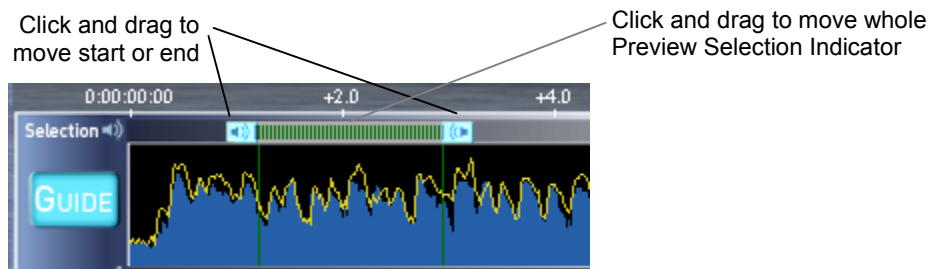 Click and drag to
move start or end
Click and drag to move whole
Preview Selection Indicator
0:00:00:00 +2.0 +4.0
Selection
GUIDE